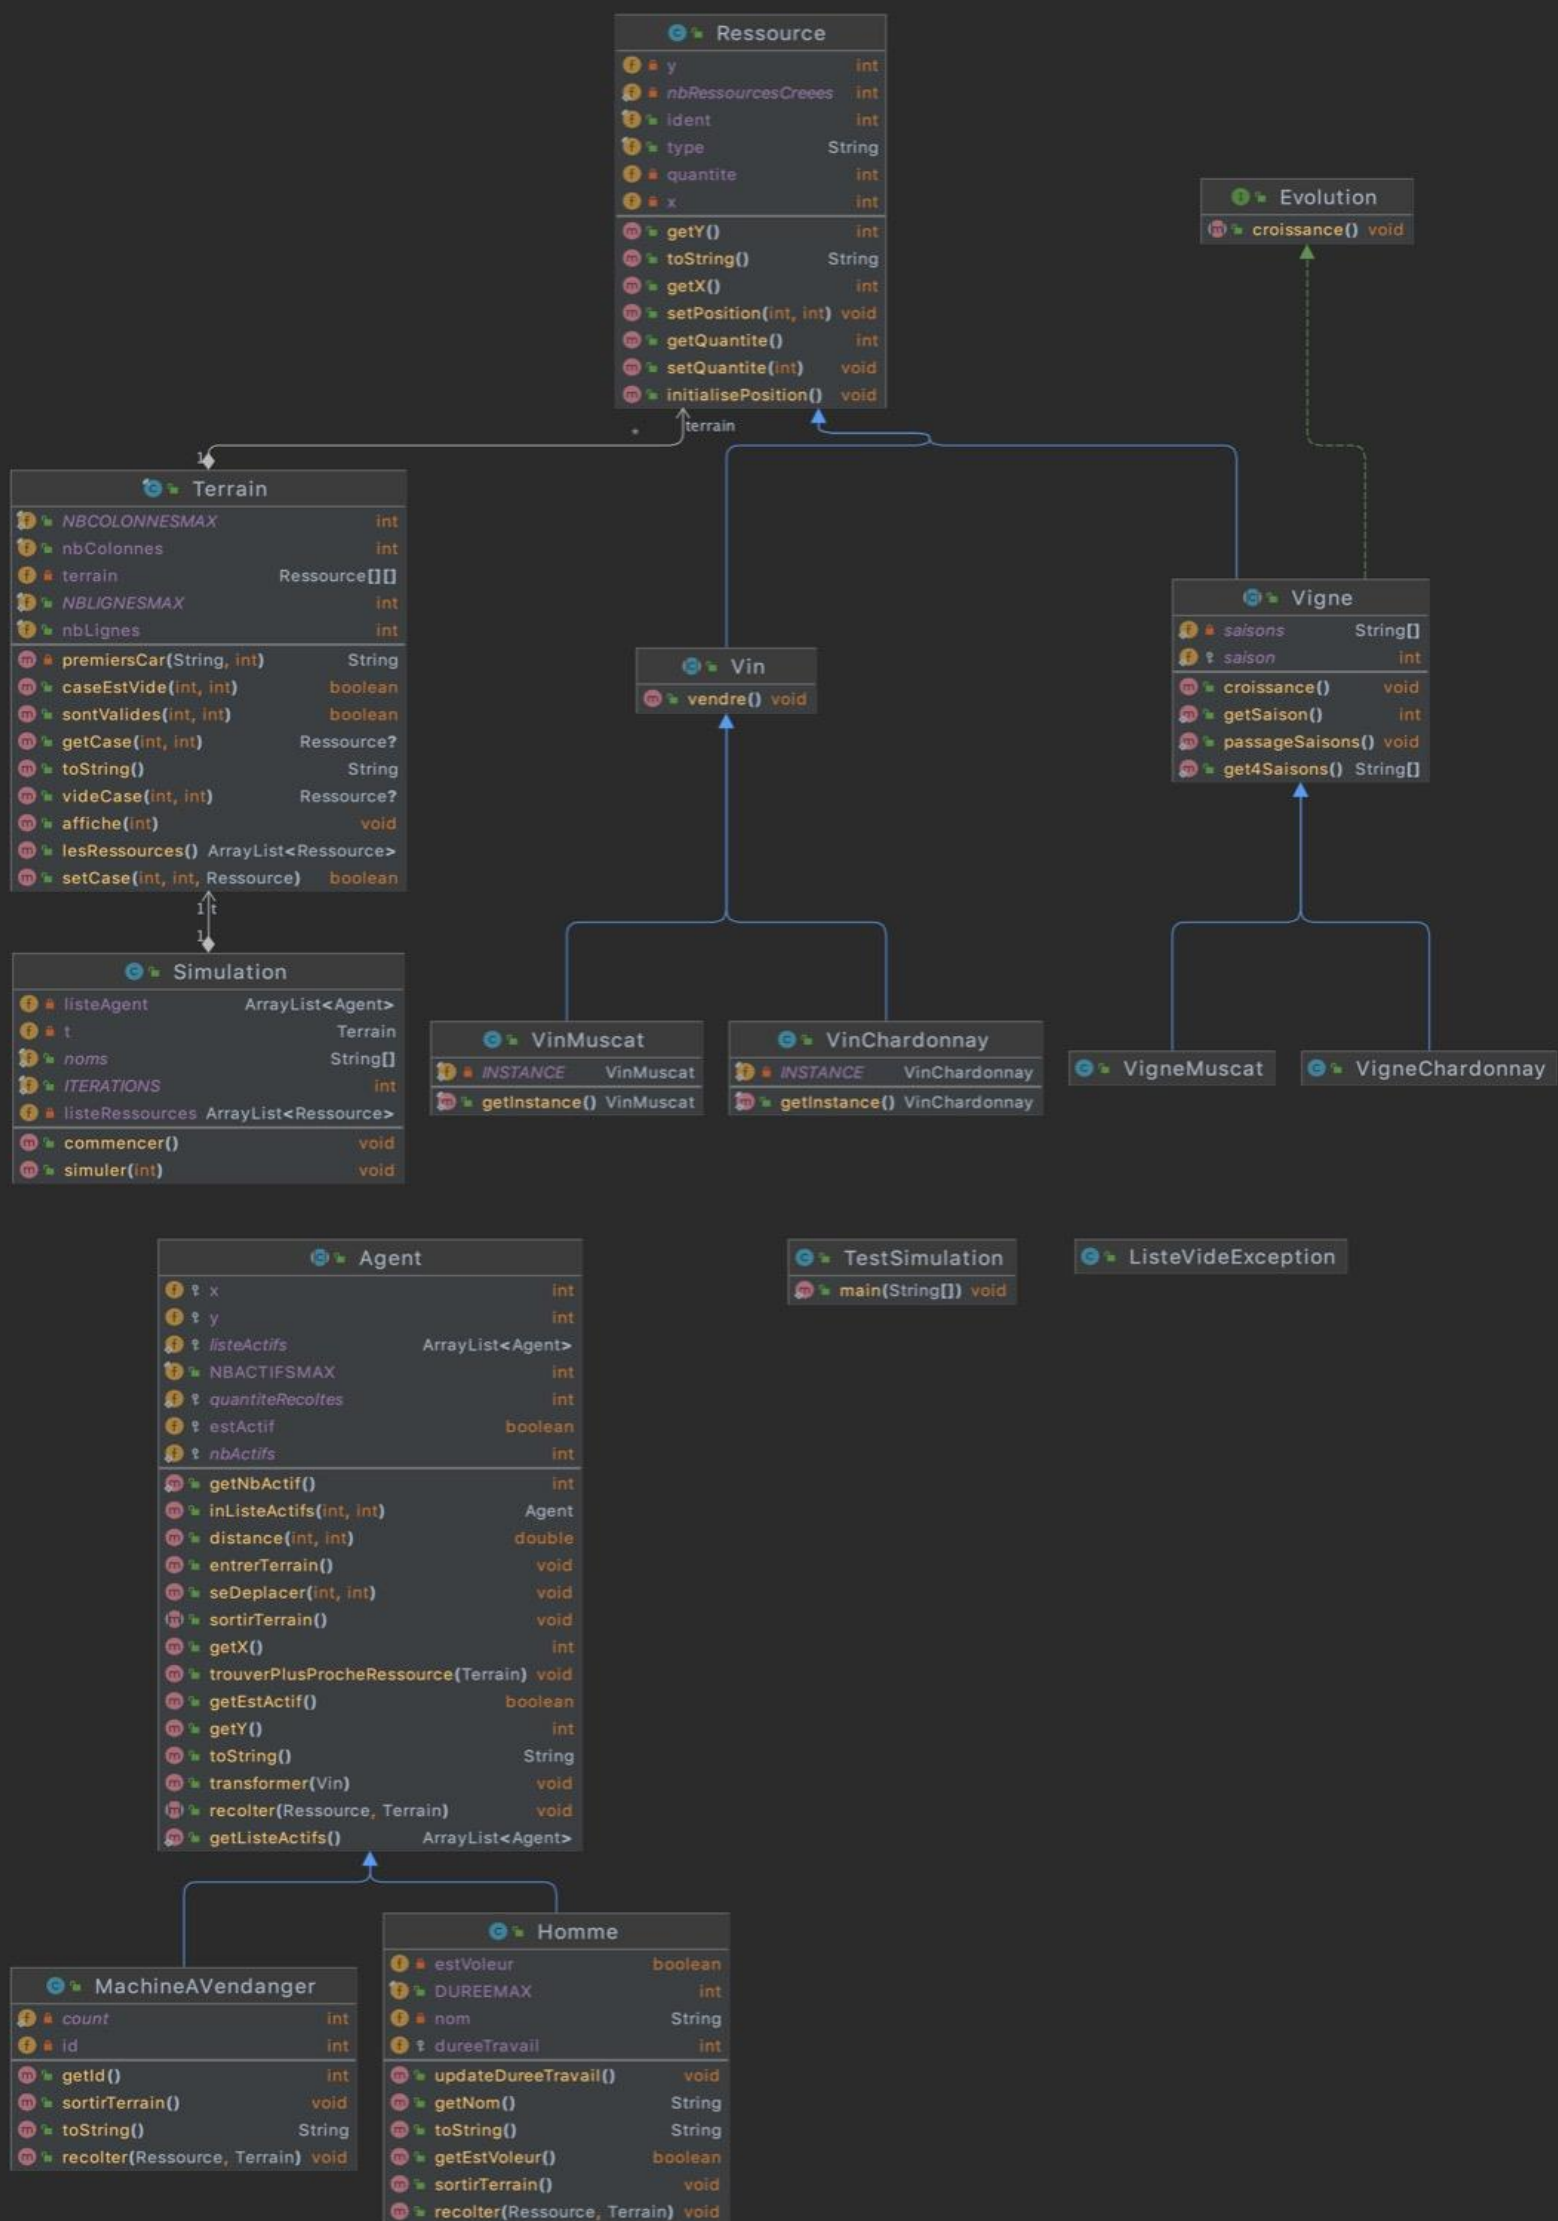 Ressource
y int
nbRessourcesCreees int
ident int
type String
quantite int
x int
getY() int
toString() String
getX() int
setPosition(int, int) void
getQuantite() int
setQuantite(int) void
initialisePosition() void
Evolution
croissance() void
* terrain
1
Terrain
NBCOLONNESMAX int
nbColonnes int
terrain Ressource[][]
NBLIGNESMAX int
nbLignes int
premiersCar(String, int) String
caseEstVide(int, int) boolean
sontValides(int, int) boolean
getCase(int, int) Ressource?
toString() String
videCase(int, int) Ressource?
affiche(int) void
lesRessources() ArrayList<Ressource>
setCase(int, int, Ressource) boolean
Vin
vendre() void
Vigne
saisons String[]
saison int
croissance() void
getSaison() int
passageSaisons() void
get4Saisons() String[]
1 t
1
Simulation
listeAgent ArrayList<Agent>
t Terrain
noms String[]
ITERATIONS int
listeRessources ArrayList<Ressource>
commencer() void
simuler(int) void
VinMuscat
INSTANCE VinMuscat
getInstance() VinMuscat
VinChardonnay
INSTANCE VinChardonnay
getInstance() VinChardonnay
VigneMuscat
VigneChardonnay
Agent
x int
y int
listeActifs ArrayList<Agent>
NBACTIFSMAX int
quantiteRecoltes int
estActif boolean
nbActifs int
getNbActif() int
inListeActifs(int, int) Agent
distance(int, int) double
entrerTerrain() void
seDeplacer(int, int) void
sortirTerrain() void
getX() int
trouverPlusProcheRessource(Terrain) void
getEstActif() boolean
getY() int
toString() String
transformer(Vin) void
recolter(Ressource, Terrain) void
getListeActifs() ArrayList<Agent>
TestSimulation
main(String[]) void
ListeVideException
MachineAVendanger
count int
id int
getId() int
sortirTerrain() void
toString() String
recolter(Ressource, Terrain) void
Homme
estVoleur boolean
DUREEMAX int
nom String
dureeTravail int
updateDureeTravail() void
getNom() String
toString() String
getEstVoleur() boolean
sortirTerrain() void
recolter(Ressource, Terrain) void